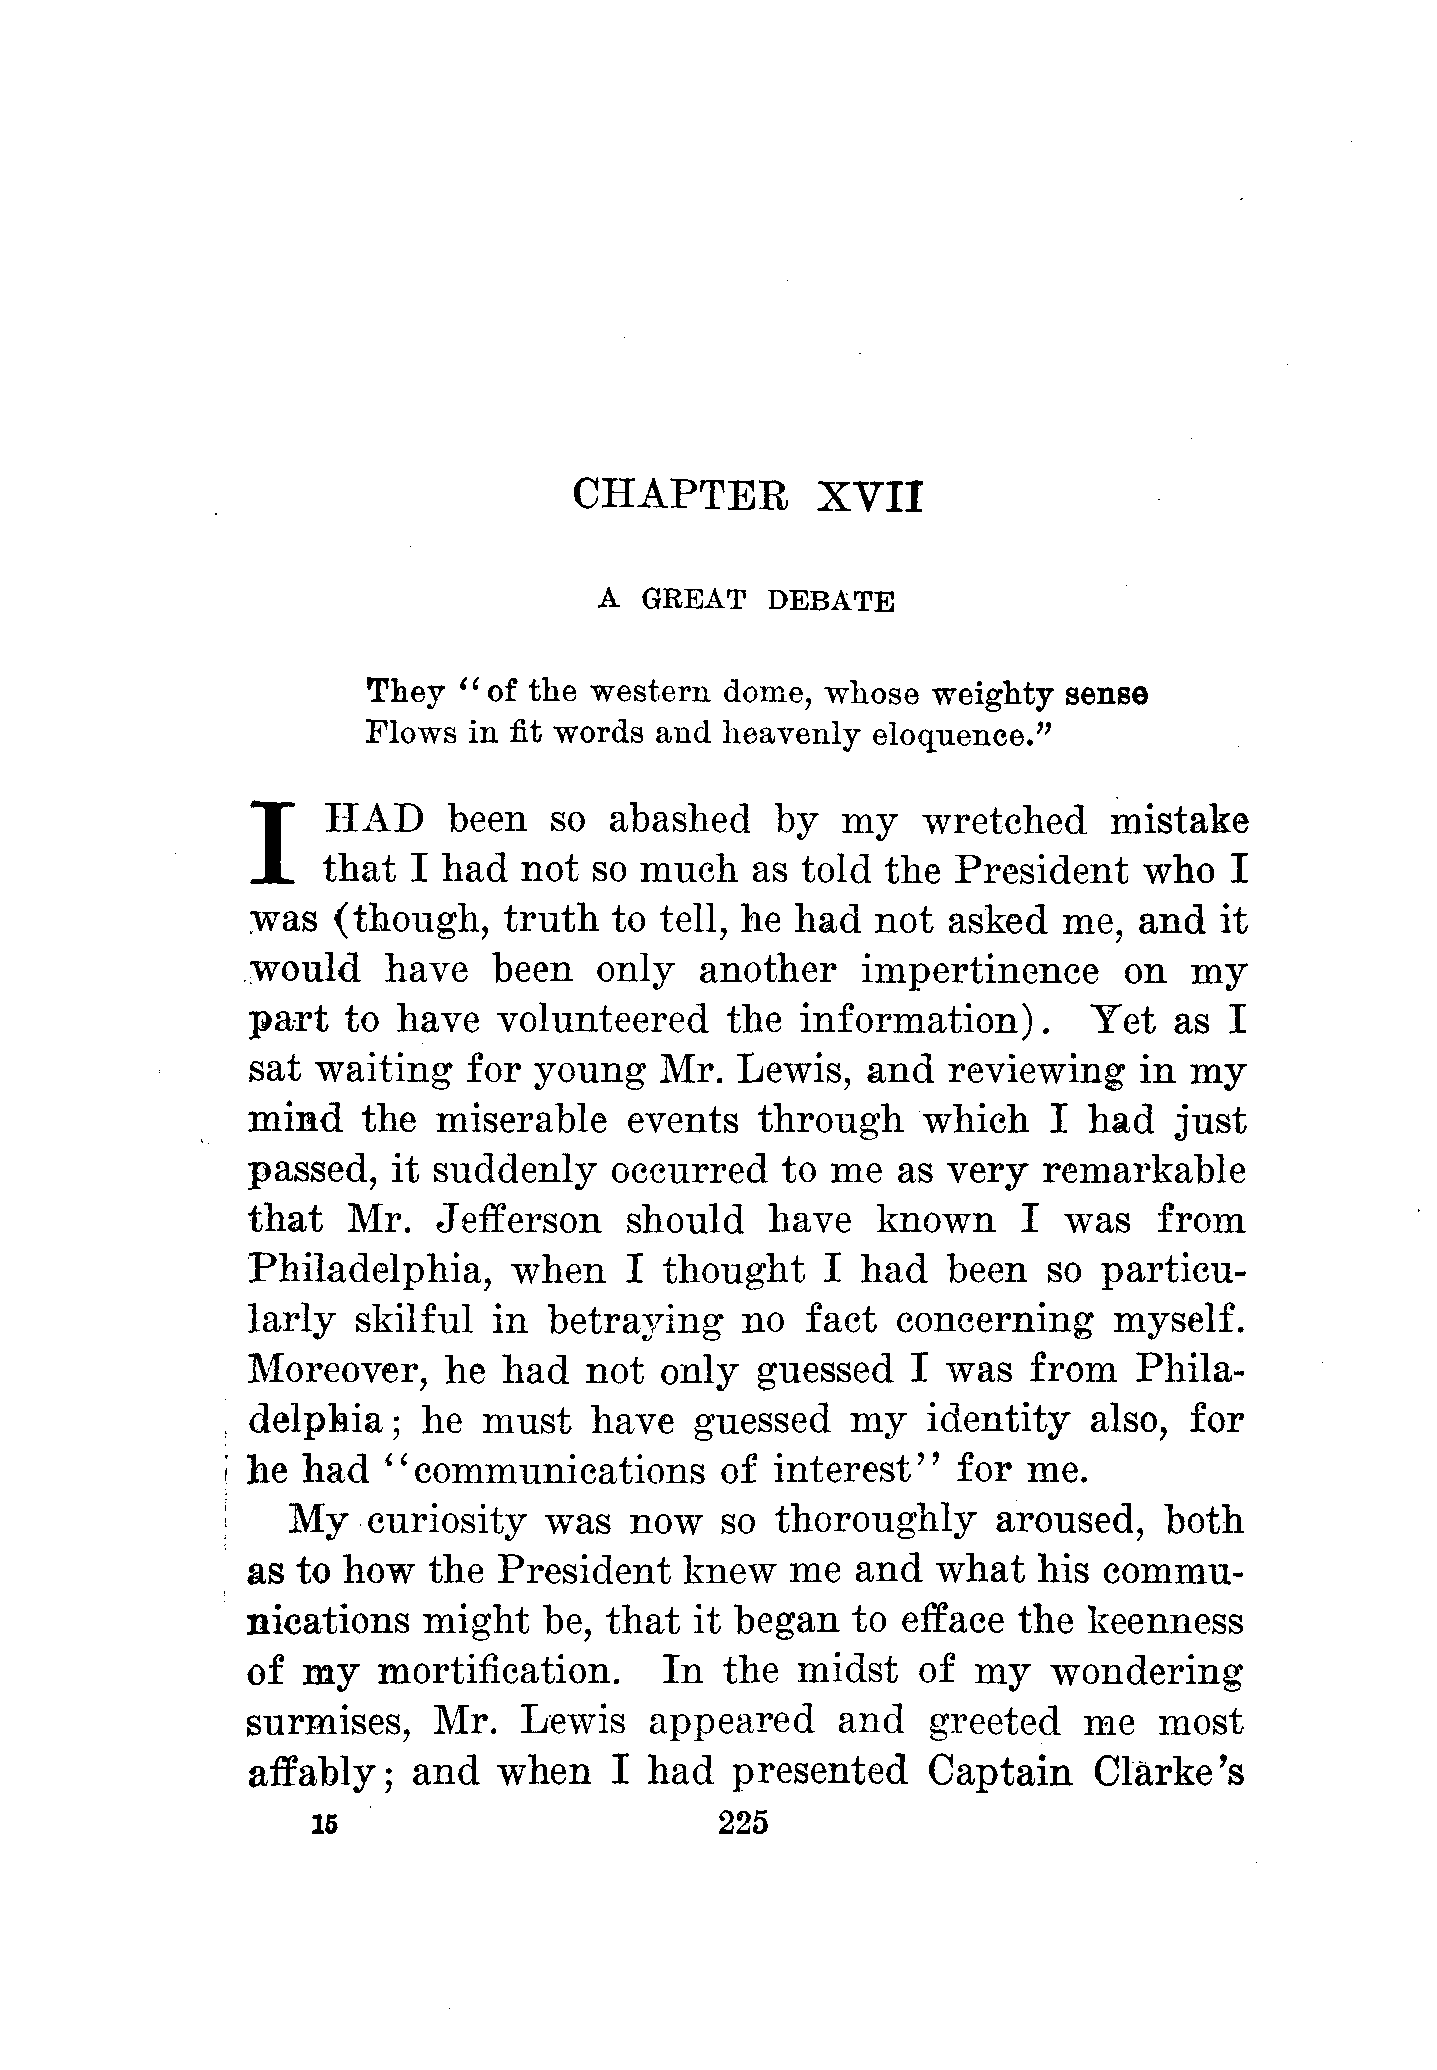 CHAPTER XVII
A GREAT DEBATE
They “of the western dome, whose weighty sense
Flows in fit words and heavenly eloquence.”
I HAD been so abashed by my wretched mistake
that I had not so much as told the President who I
was (though, truth to tell, he had not asked me, and it
would have been only another impertinence on my
part to have volunteered the information). Yet as I
sat waiting for young Mr. Lewis, and reviewing in my
mind the miserable events through which I had just
passed, it suddenly occurred to me as very remarkable
that Mr. Jefferson should have known I was from
Philadelphia, when I thought I had been so particu-
larly skilful in betraying no fact concerning myself.
Moreover, he had not only guessed I was from Phila-
delphia; he must have guessed my identity also, for
he had “communications of interest” for me.
My curiosity was now so thoroughly aroused, both
as to how the President knew me and what his commu-
nications might be, that it began to efface the keenness
of my mortification. In the midst of my wondering
surmises, Mr. Lewis appeared and greeted me most
affably; and when I had presented Captain Clarke’s
15 225